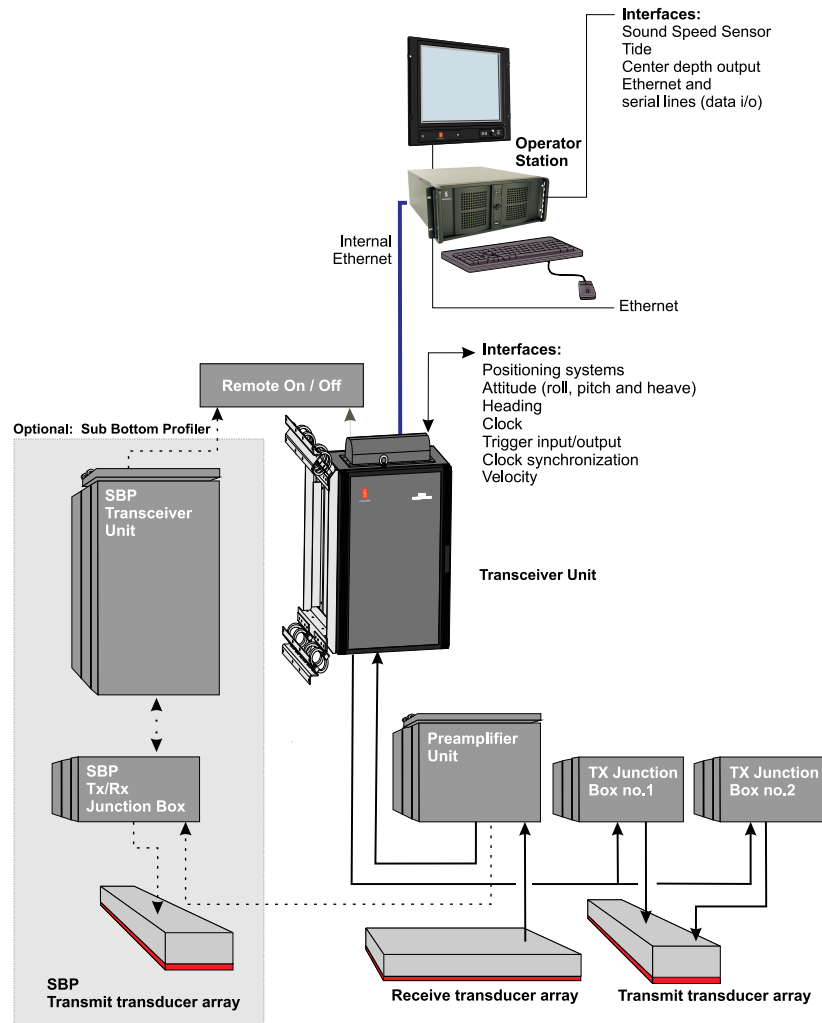 Interfaces:
Sound Speed Sensor
Tide
Center depth output
Ethernet and
serial lines (data i/o)
Operator
Station
Internal
Ethernet
Ethernet
Remote On / Off
Interfaces:
Positioning systems
Attitude (roll, pitch and heave)
Heading
Clock
Trigger input/output
Clock synchronization
Velocity
Optional: Sub Bottom Profiler
SBP
Transceiver
Unit
Transceiver Unit
Preamplifier
Unit
SBP
Tx/Rx
Junction Box
TX Junction
Box no.1
TX Junction
Box no.2
SBP
Transmit transducer array
Receive transducer array
Transmit transducer array